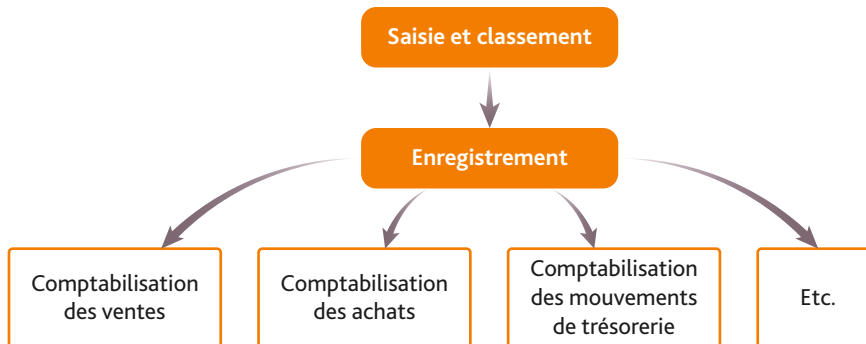 Saisie et classement
Enregistrement
Comptabilisation
des ventes
Comptabilisation
des achats
Comptabilisation
des mouvements
de trésorerie
Etc.